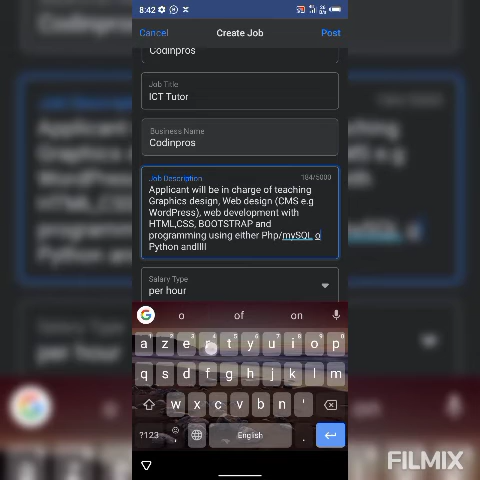 8:42
Cancel Create Job Post
Codinpros
Job Title
ICT Tutor
Business Name
Codinpros
Job Description 184/5000
Applicant will be in charge of teaching
Graphics design, Web design (CMS e.g
WordPress), web development with
HTML,CSS, BOOTSTRAP and
programming using either Php/mySQL o
Python andllll
Salary Type
per hour
o of on
a z e r t y u i o p
q s d f g h j k l m
w x c v b n '
?123 , English .
FILMIX